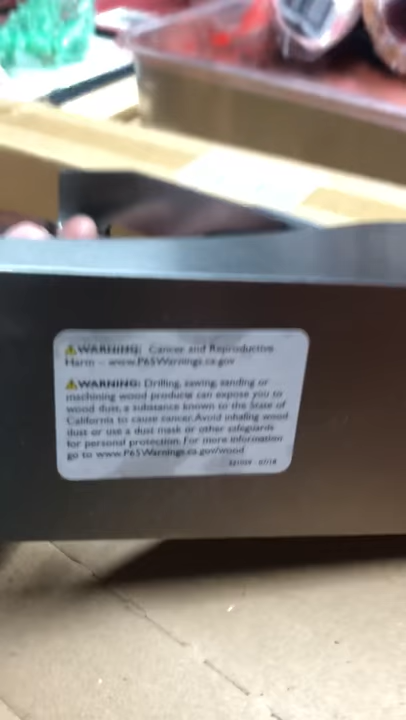 ⚠WARNING: Cancer and Reproductive
Harm - www.P65Warnings.ca.gov
⚠WARNING: Drilling, sawing, sanding or
machining wood products can expose you to
wood dust, a substance known to the State of
California to cause cancer. Avoid inhaling wood
dust or use a dust mask or other safeguards
for personal protection. For more information
go to www.P65Warnings.ca.gov/wood